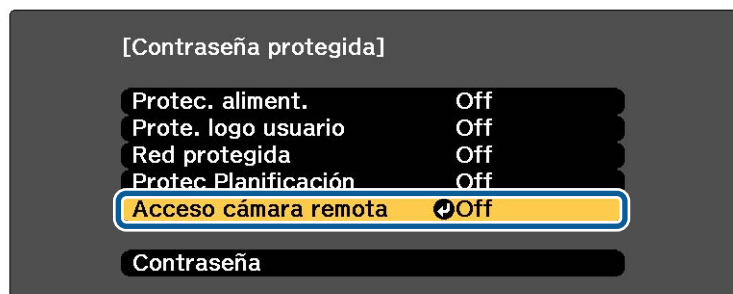 [Contraseña protegida]
Protec. aliment. Off
Prote. logo usuario Off
Red protegida Off
Protec Planificación Off
Acceso cámara remota Off
Contraseña